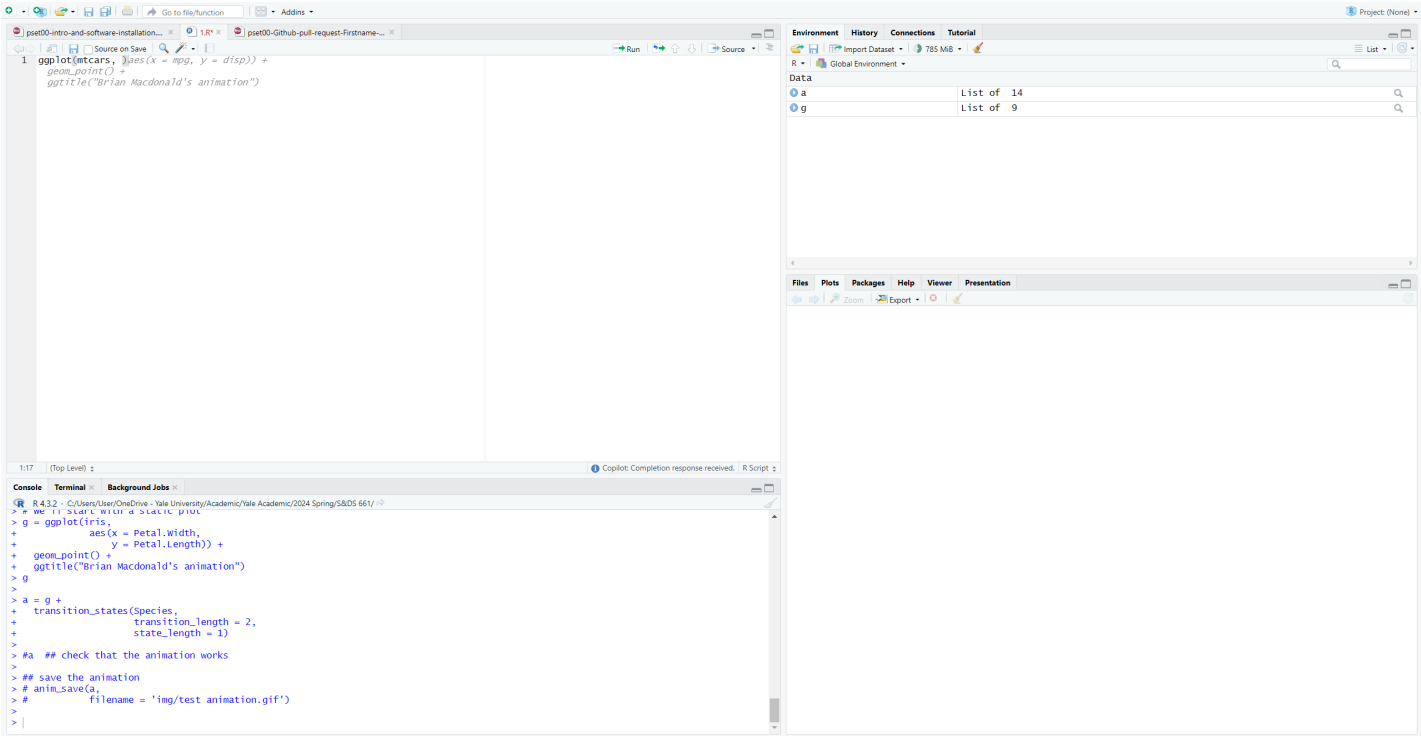 Go to file/function
Addins
Project: (None)
pset00-intro-and-software-installation....
1.R*
pset00-Github-pull-request-Firstname-...
Source on Save
Run
Source
1 ggplot(mtcars, )aes(x = mpg, y = disp)) +
geom_point() +
ggtitle("Brian Macdonald's animation")
1:17 (Top Level)
Copilot: Completion response received.
R Script
Console Terminal Background Jobs
R 4.3.2 · C:/Users/User/OneDrive - Yale University/Academic/Yale Academic/2024 Spring/S&DS 661/
> # We'll start with a static plot
> g = ggplot(iris,
+ aes(x = Petal.Width,
+ y = Petal.Length)) +
+ geom_point() +
+ ggtitle("Brian Macdonald's animation")
> g
>
> a = g +
+ transition_states(Species,
+ transition_length = 2,
+ state_length = 1)
>
> #a ## check that the animation works
>
> ## save the animation
> # anim_save(a,
> # filename = 'img/test animation.gif')
>
>
Environment History Connections Tutorial
Import Dataset 785 MiB List
R Global Environment
Data
a List of 14
g List of 9
Files Plots Packages Help Viewer Presentation
Zoom Export